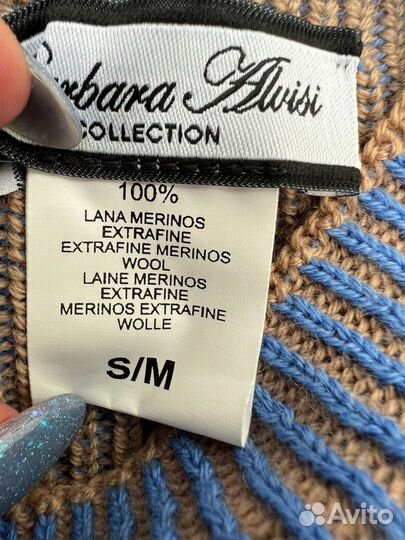 Barbara Alvisi
COLLECTION
100%
LANA MERINOS
EXTRAFINE
EXTRAFINE MERINOS
WOOL
LAINE MERINOS
EXTRAFINE
MERINOS EXTRAFINE
WOLLE
S/M
Avito